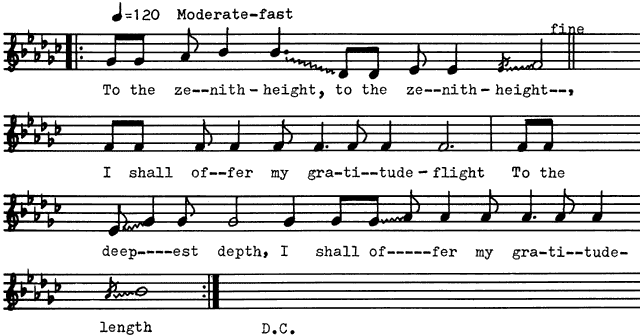 ♩=120 Moderate-fast
fine
To the ze--nith-height, to the ze--nith-height--,
I shall of--fer my gra-ti--tude-flight To the
deep----est depth, I shall of-----fer my gra-ti--tude-
length D.C.